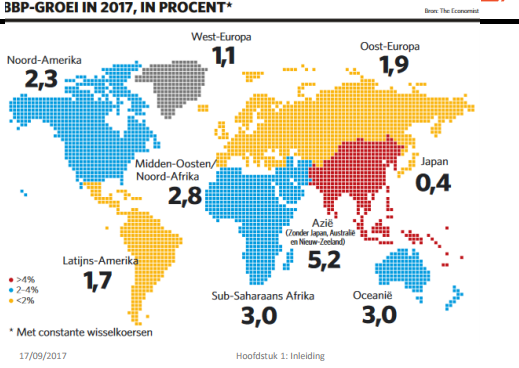 BBP-GROEI IN 2017, IN PROCENT*
Bron: The Economist
West-Europa
1,1
Oost-Europa
1,9
Noord-Amerika
2,3
Midden-Oosten/
Noord-Afrika
2,8
Japan
0,4
Azië
(Zonder Japan, Australië
en Nieuw-Zeeland)
5,2
Latijns-Amerika
1,7
Sub-Saharaans Afrika
3,0
Oceanië
3,0
>4%
2-4%
<2%
* Met constante wisselkoersen
17/09/2017
Hoofdstuk 1: Inleiding